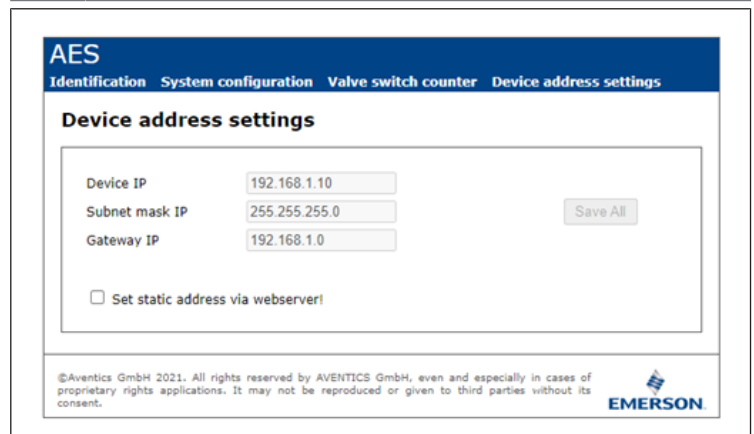 AES
Identification System configuration Valve switch counter Device address settings
Device address settings
Device IP 192.168.1.10
Subnet mask IP 255.255.255.0 Save All
Gateway IP 192.168.1.0
Set static address via webserver!
©Aventics GmbH 2021. All rights reserved by AVENTICS GmbH, even and especially in cases of
proprietary rights applications. It may not be reproduced or given to third parties without its
consent.
EMERSON.